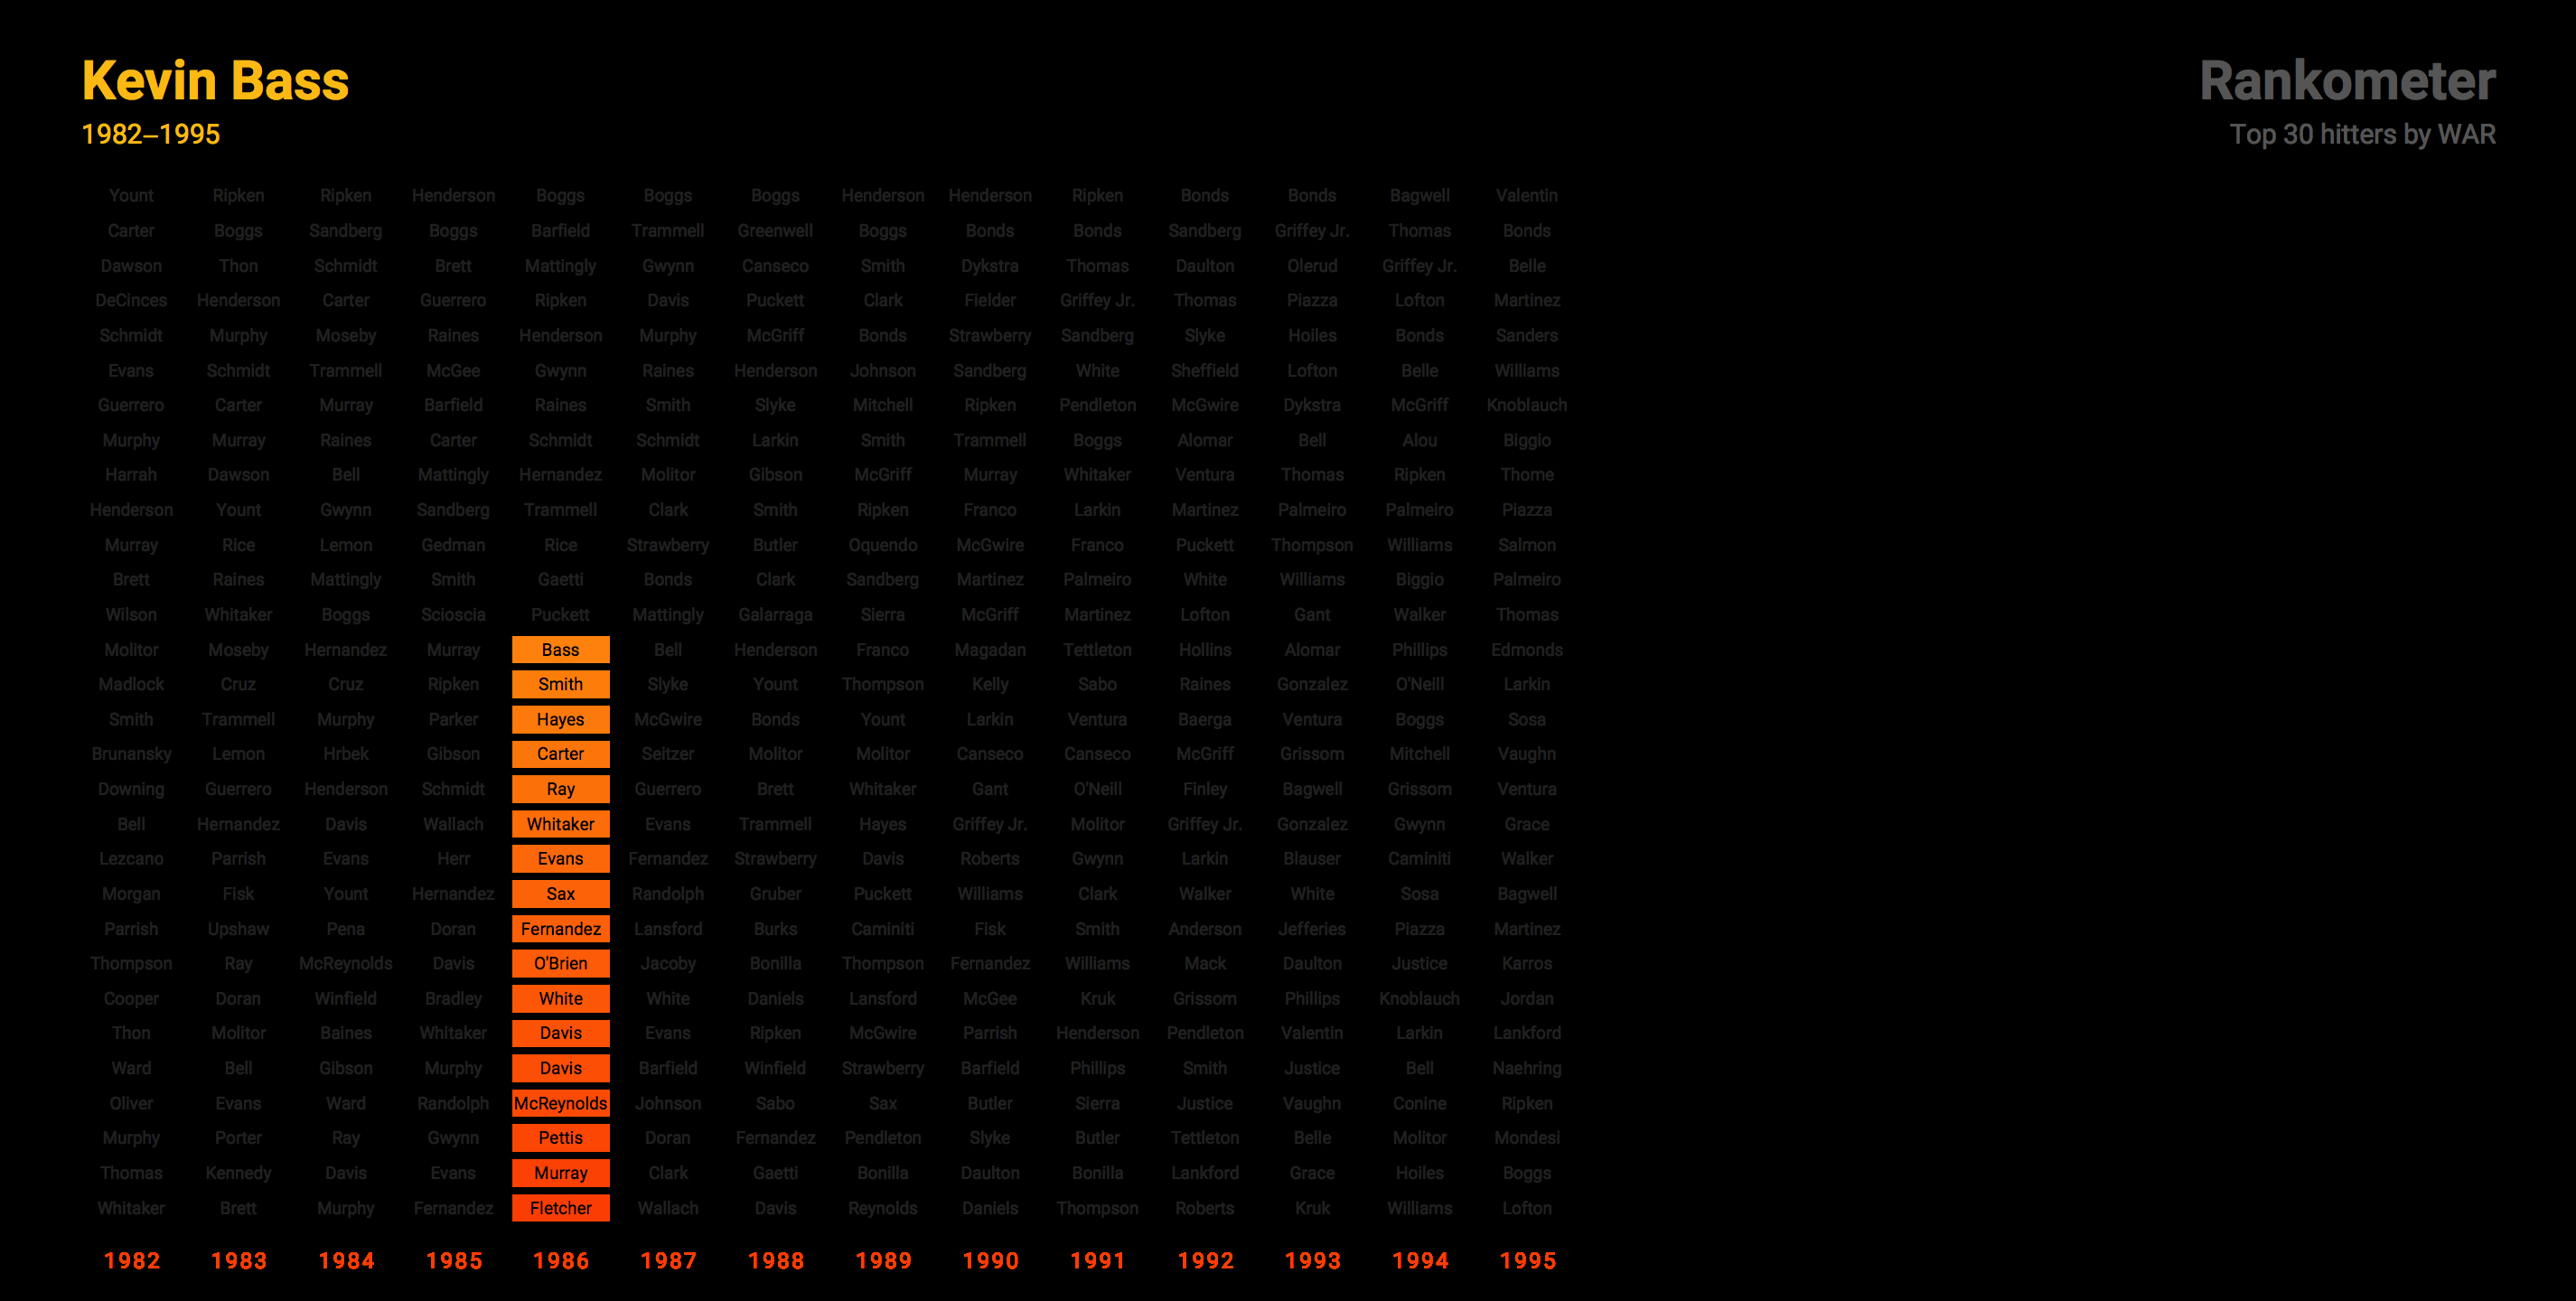 Kevin Bass
1982–1995
Rankometer
Top 30 hitters by WAR
Yount Ripken Ripken Henderson Boggs Boggs Boggs Henderson Henderson Ripken Bonds Bonds Bagwell Valentin
Carter Boggs Sandberg Boggs Barfield Trammell Greenwell Boggs Bonds Bonds Sandberg Griffey Jr. Thomas Bonds
Dawson Thon Schmidt Brett Mattingly Gwynn Canseco Smith Dykstra Thomas Daulton Olerud Griffey Jr. Belle
DeCinces Henderson Carter Guerrero Ripken Davis Puckett Clark Fielder Griffey Jr. Thomas Piazza Lofton Martinez
Schmidt Murphy Moseby Raines Henderson Murphy McGriff Bonds Strawberry Sandberg Slyke Hoiles Bonds Sanders
Evans Schmidt Trammell McGee Gwynn Raines Henderson Johnson Sandberg White Sheffield Lofton Belle Williams
Guerrero Carter Murray Barfield Raines Smith Slyke Mitchell Ripken Pendleton McGwire Dykstra McGriff Knoblauch
Murphy Murray Raines Carter Schmidt Schmidt Larkin Smith Trammell Boggs Alomar Bell Alou Biggio
Harrah Dawson Bell Mattingly Hernandez Molitor Gibson McGriff Murray Whitaker Ventura Thomas Ripken Thome
Henderson Yount Gwynn Sandberg Trammell Clark Smith Ripken Franco Larkin Martinez Palmeiro Palmeiro Piazza
Murray Rice Lemon Gedman Rice Strawberry Butler Oquendo McGwire Franco Puckett Thompson Williams Salmon
Brett Raines Mattingly Smith Gaetti Bonds Clark Sandberg Martinez Palmeiro White Williams Biggio Palmeiro
Wilson Whitaker Boggs Scioscia Puckett Mattingly Galarraga Sierra McGriff Martinez Lofton Gant Walker Thomas
Molitor Moseby Hernandez Murray Bass Bell Henderson Franco Magadan Tettleton Hollins Alomar Phillips Edmonds
Madlock Cruz Cruz Ripken Smith Slyke Yount Thompson Kelly Sabo Raines Gonzalez O'Neill Larkin
Smith Trammell Murphy Parker Hayes McGwire Bonds Yount Larkin Ventura Baerga Ventura Boggs Sosa
Brunansky Lemon Hrbek Gibson Carter Seitzer Molitor Molitor Canseco Canseco McGriff Grissom Mitchell Vaughn
Downing Guerrero Henderson Schmidt Ray Guerrero Brett Whitaker Gant O'Neill Finley Bagwell Grissom Ventura
Bell Hernandez Davis Wallach Whitaker Evans Trammell Hayes Griffey Jr. Molitor Griffey Jr. Gonzalez Gwynn Grace
Lezcano Parrish Evans Herr Evans Fernandez Strawberry Davis Roberts Gwynn Larkin Blauser Caminiti Walker
Morgan Fisk Yount Hernandez Sax Randolph Gruber Puckett Williams Clark Walker White Sosa Bagwell
Parrish Upshaw Pena Doran Fernandez Lansford Burks Caminiti Fisk Smith Anderson Jefferies Piazza Martinez
Thompson Ray McReynolds Davis O'Brien Jacoby Bonilla Thompson Fernandez Williams Mack Daulton Justice Karros
Cooper Doran Winfield Bradley White White Daniels Lansford McGee Kruk Grissom Phillips Knoblauch Jordan
Thon Molitor Baines Whitaker Davis Evans Ripken McGwire Parrish Henderson Pendleton Valentin Larkin Lankford
Ward Bell Gibson Murphy Davis Barfield Winfield Strawberry Barfield Phillips Smith Justice Bell Naehring
Oliver Evans Ward Randolph McReynolds Johnson Sabo Sax Butler Sierra Justice Vaughn Conine Ripken
Murphy Porter Ray Gwynn Pettis Doran Fernandez Pendleton Slyke Butler Tettleton Belle Molitor Mondesi
Thomas Kennedy Davis Evans Murray Clark Gaetti Bonilla Daulton Bonilla Lankford Grace Hoiles Boggs
Whitaker Brett Murphy Fernandez Fletcher Wallach Davis Reynolds Daniels Thompson Roberts Kruk Williams Lofton
1982 1983 1984 1985 1986 1987 1988 1989 1990 1991 1992 1993 1994 1995